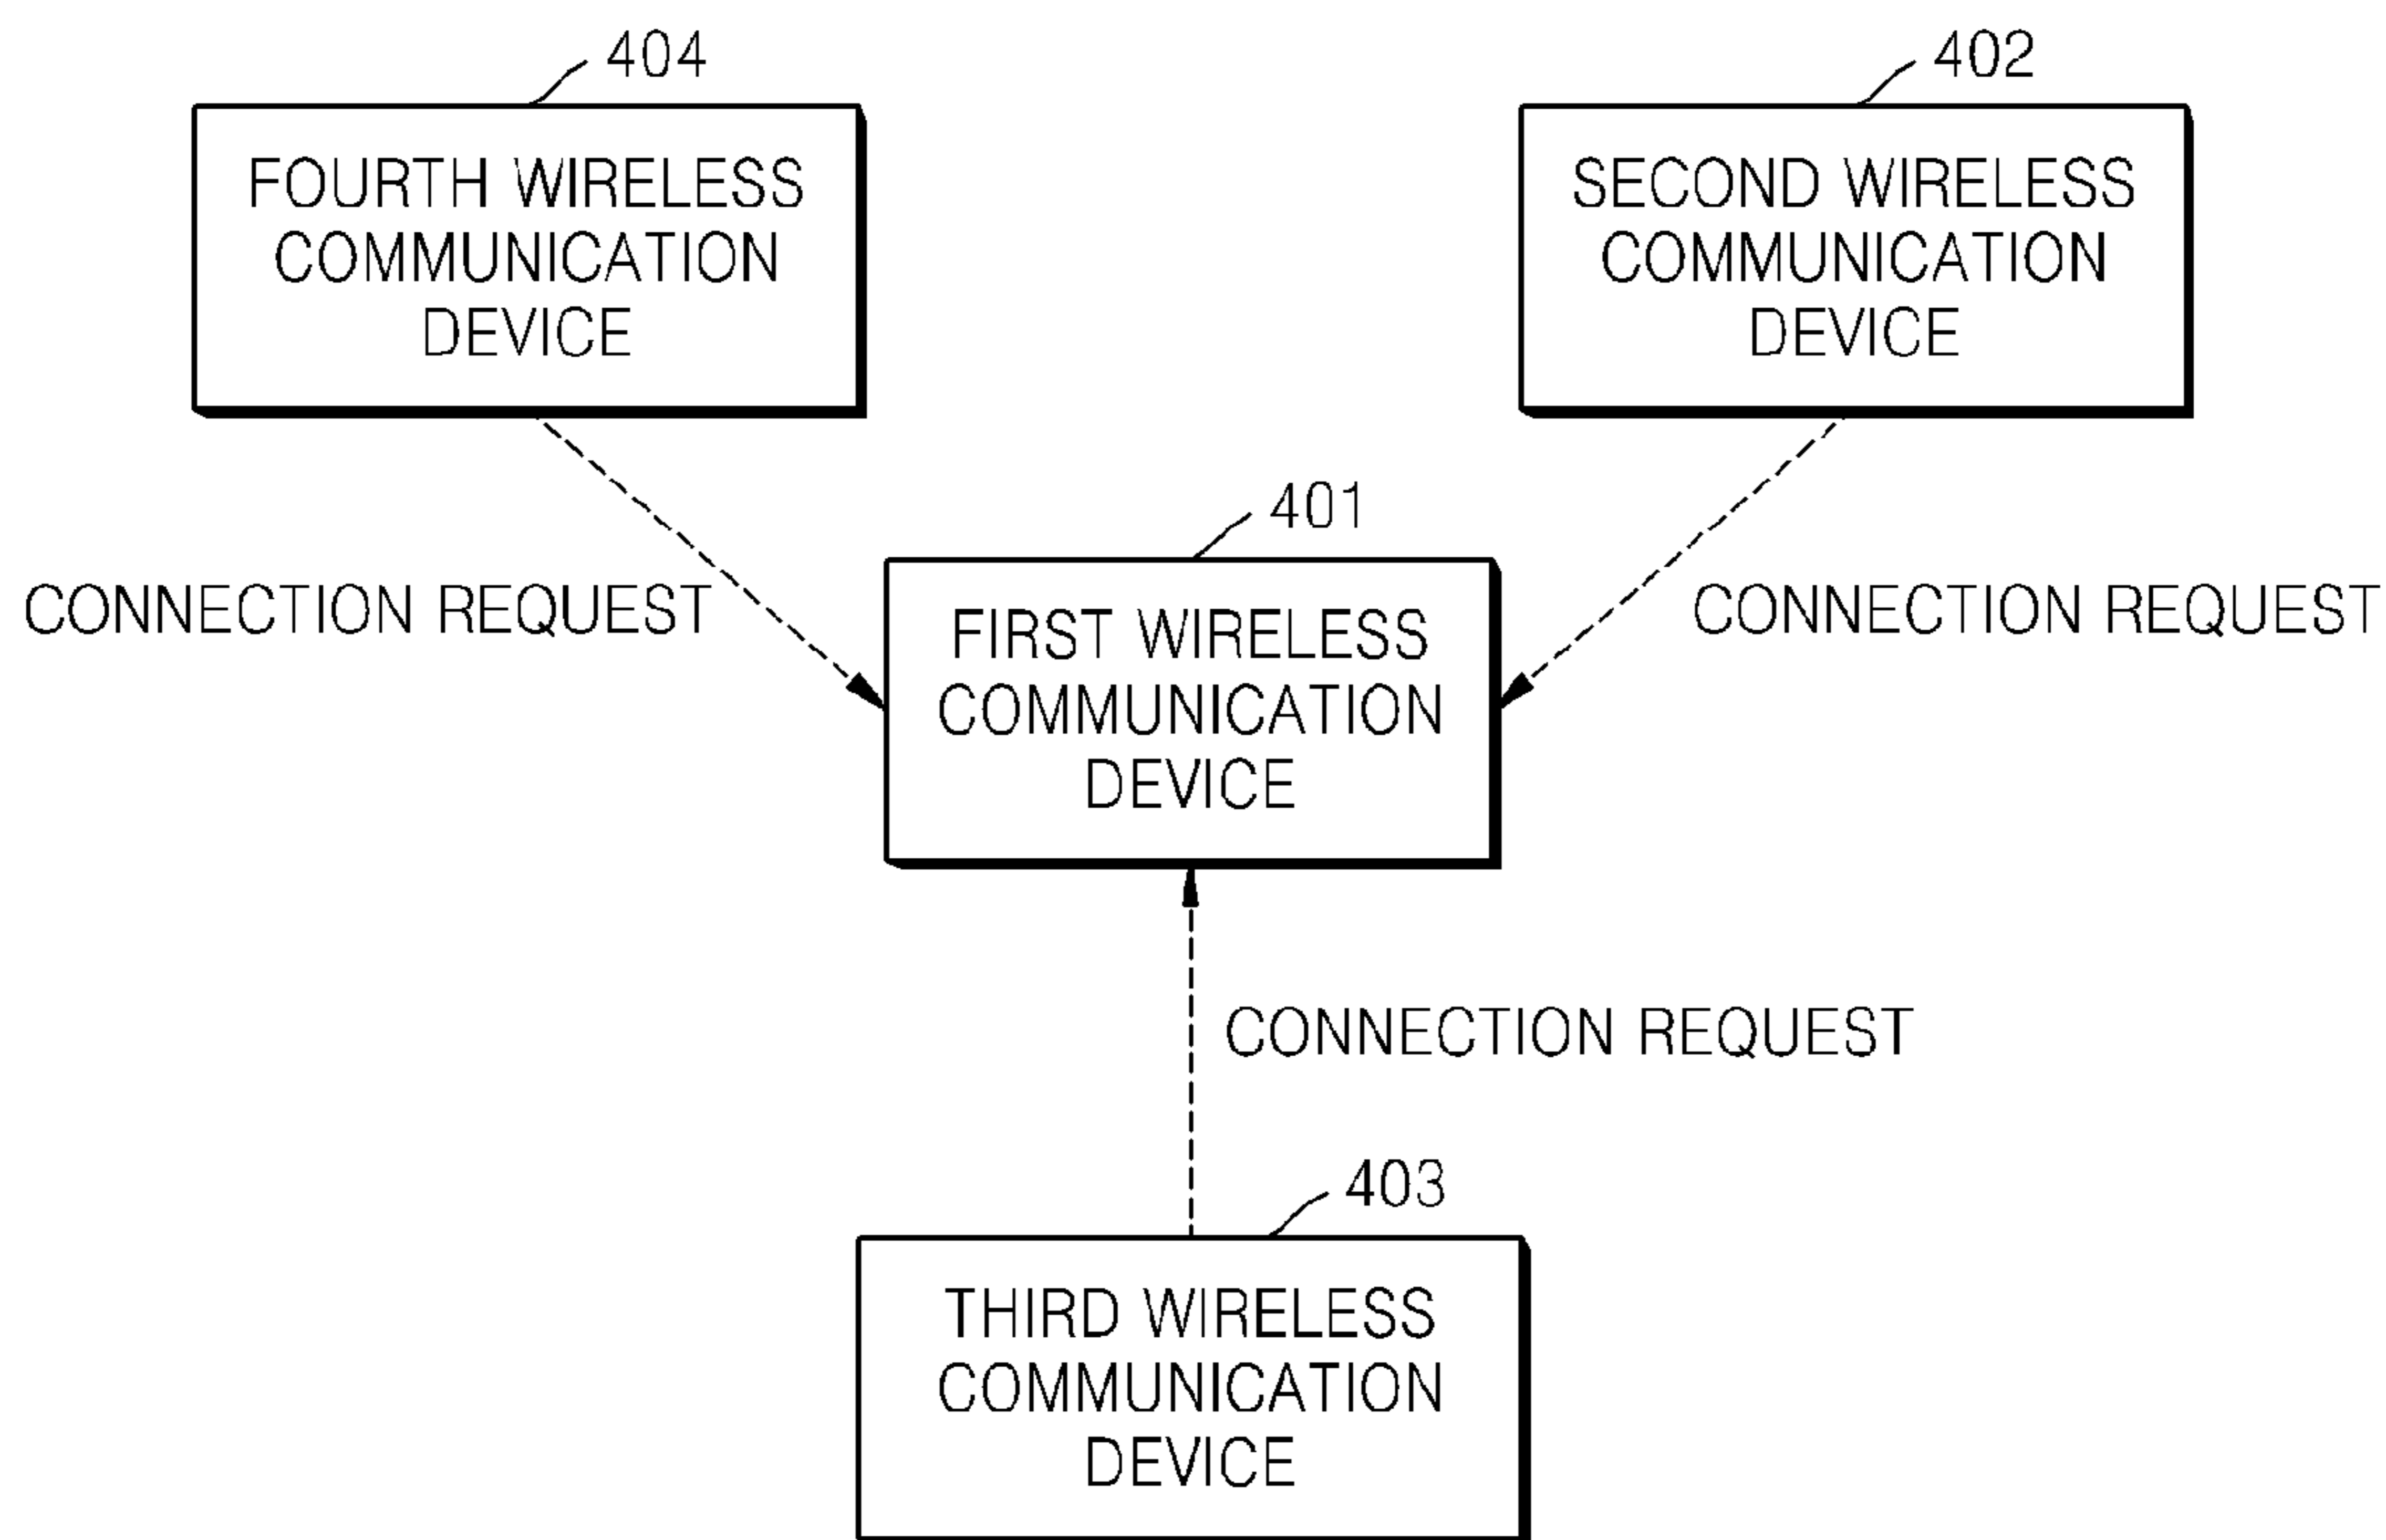 404
FOURTH WIRELESS
COMMUNICATION
DEVICE
402
SECOND WIRELESS
COMMUNICATION
DEVICE
CONNECTION REQUEST
401
FIRST WIRELESS
COMMUNICATION
DEVICE
CONNECTION REQUEST
CONNECTION REQUEST
403
THIRD WIRELESS
COMMUNICATION
DEVICE